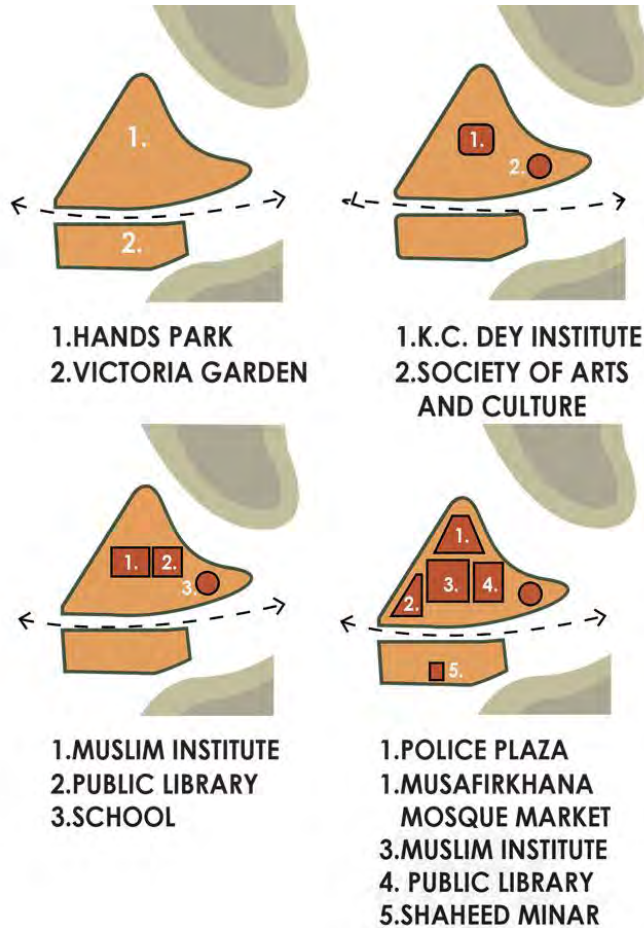 1.
2.
1.HANDS PARK
2.VICTORIA GARDEN
1.
2.
1.K.C. DEY INSTITUTE
2.SOCIETY OF ARTS
AND CULTURE
1.
2.
3.
1.MUSLIM INSTITUTE
2.PUBLIC LIBRARY
3.SCHOOL
1.
2.
3.
4.
5.
1.POLICE PLAZA
1.MUSAFIRKHANA
MOSQUE MARKET
3.MUSLIM INSTITUTE
4. PUBLIC LIBRARY
5.SHAHEED MINAR